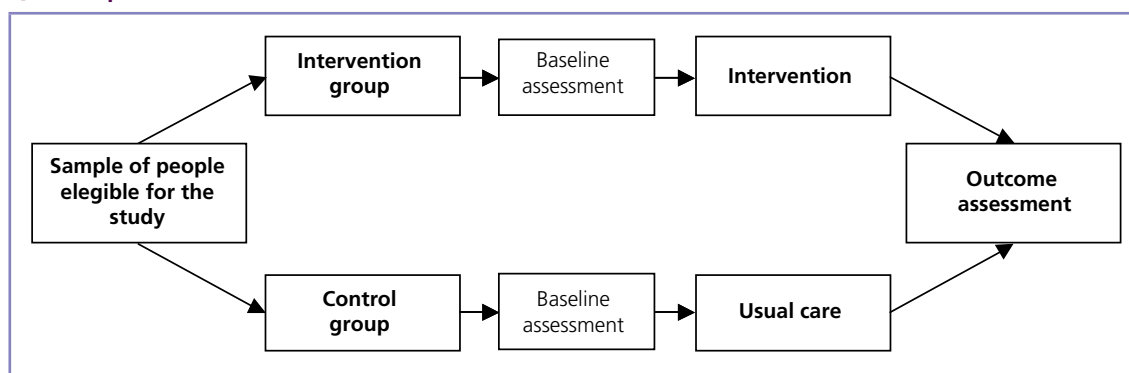 Intervention
group
Baseline
assessment
Intervention
Sample of people
elegible for the
study
Outcome
assessment
Control
group
Baseline
assessment
Usual care